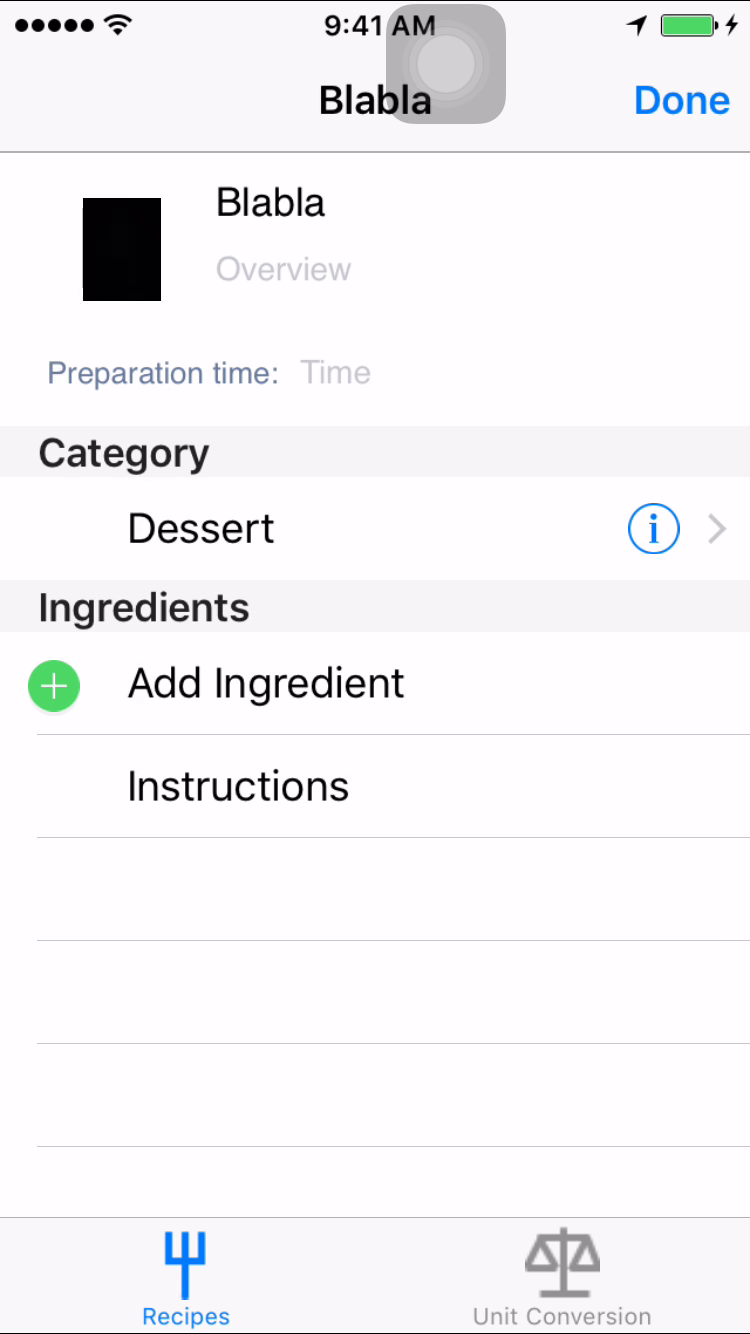 9:41 AM
Blabla
Done
Blabla
Overview
Preparation time: Time
Category
Dessert
Ingredients
Add Ingredient
Instructions
Recipes
Unit Conversion